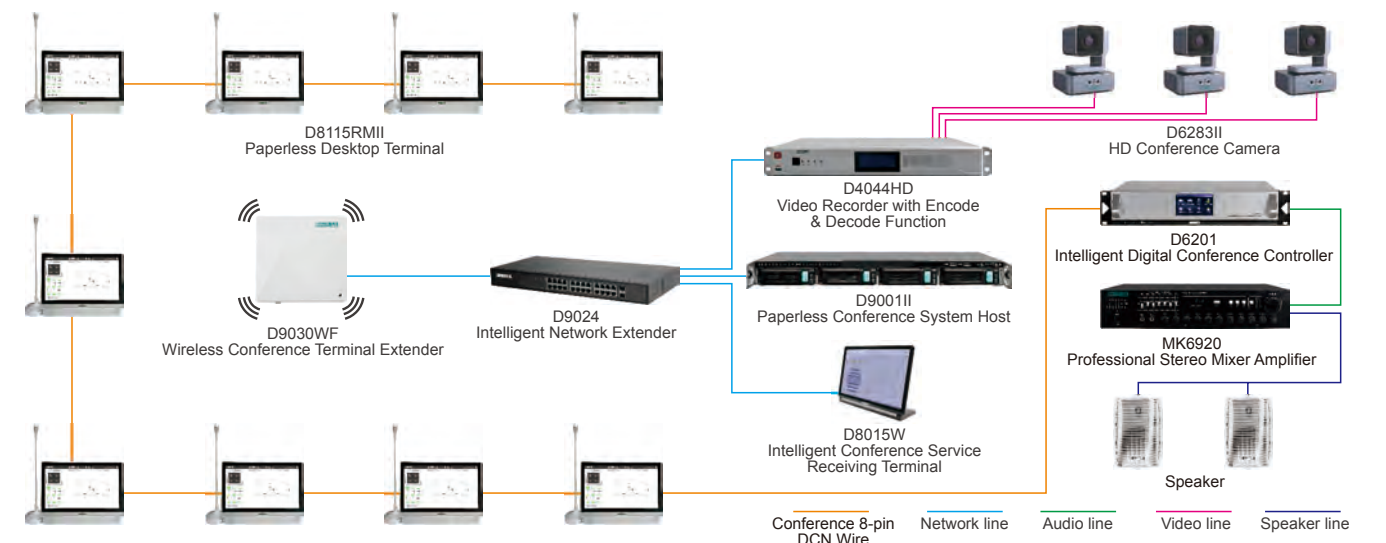 D8115RMII
Paperless Desktop Terminal
D6283II
HD Conference Camera
D4044HD
Video Recorder with Encode
& Decode Function
D6201
Intelligent Digital Conference Controller
D9030WF
Wireless Conference Terminal Extender
D9024
Intelligent Network Extender
D9001II
Paperless Conference System Host
MK6920
Professional Stereo Mixer Amplifier
D8015W
Intelligent Conference Service
Receiving Terminal
Speaker
Conference 8-pin
DCN Wire
Network line
Audio line
Video line
Speaker line